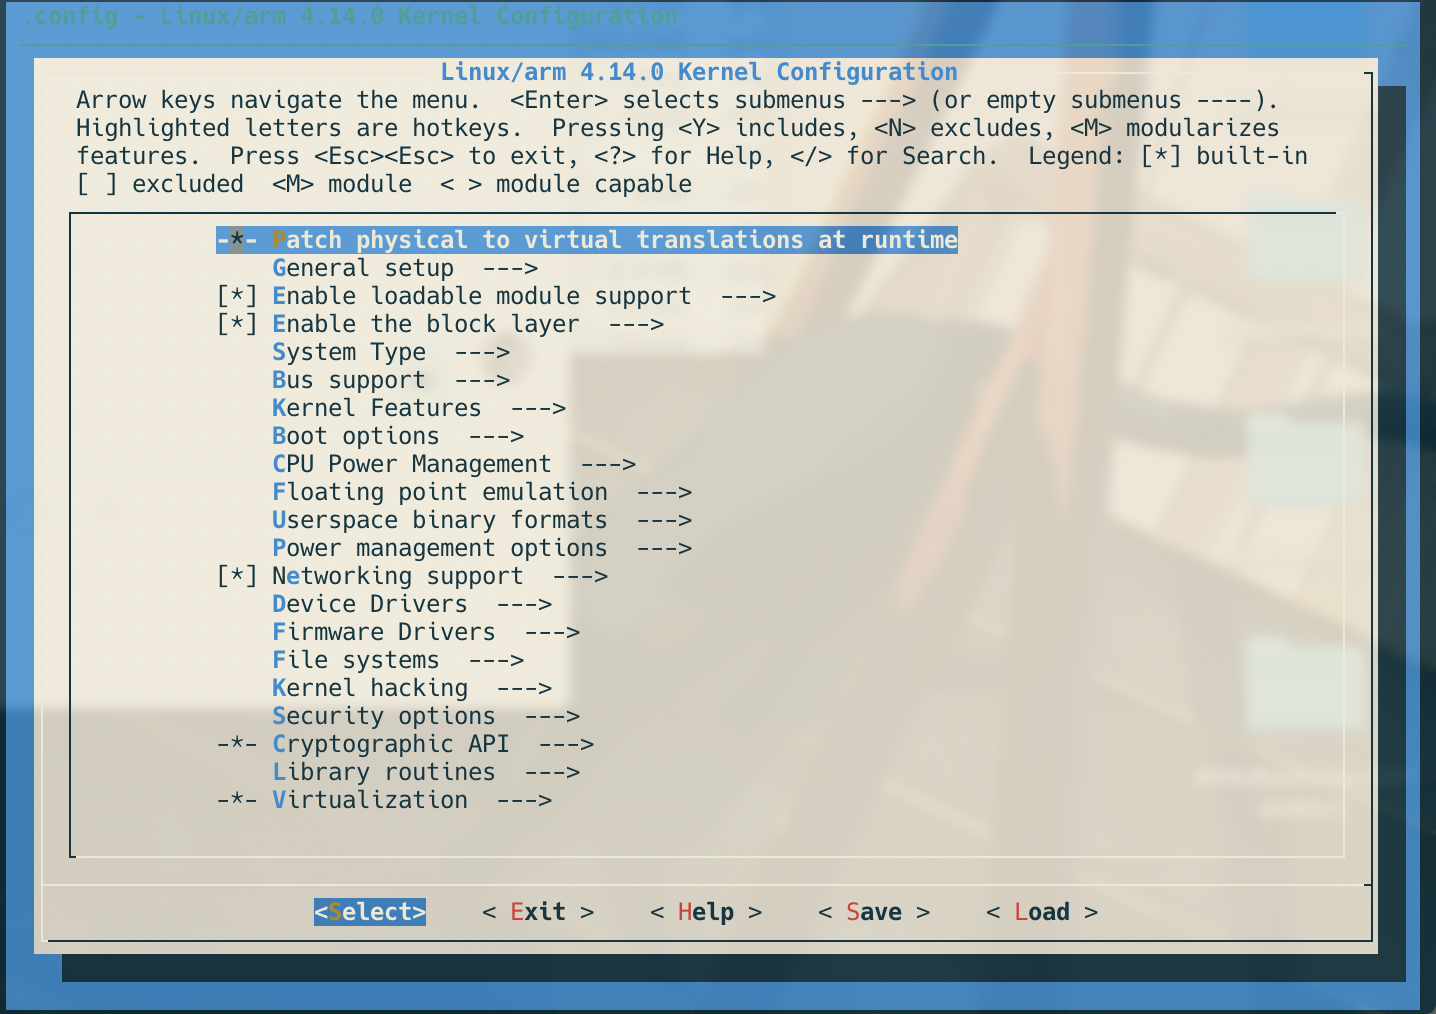 .config - Linux/arm 4.14.0 Kernel Configuration
Linux/arm 4.14.0 Kernel Configuration
Arrow keys navigate the menu.  <Enter> selects submenus ---> (or empty submenus ----).
Highlighted letters are hotkeys.  Pressing <Y> includes, <N> excludes, <M> modularizes
features.  Press <Esc><Esc> to exit, <?> for Help, </> for Search.  Legend: [*] built-in
[ ] excluded  <M> module  < > module capable
-*- Patch physical to virtual translations at runtime
General setup  --->
[*] Enable loadable module support  --->
[*] Enable the block layer  --->
System Type  --->
Bus support  --->
Kernel Features  --->
Boot options  --->
CPU Power Management  --->
Floating point emulation  --->
Userspace binary formats  --->
Power management options  --->
[*] Networking support  --->
Device Drivers  --->
Firmware Drivers  --->
File systems  --->
Kernel hacking  --->
Security options  --->
-*- Cryptographic API  --->
Library routines  --->
-*- Virtualization  --->
<Select>    < Exit >    < Help >    < Save >    < Load >